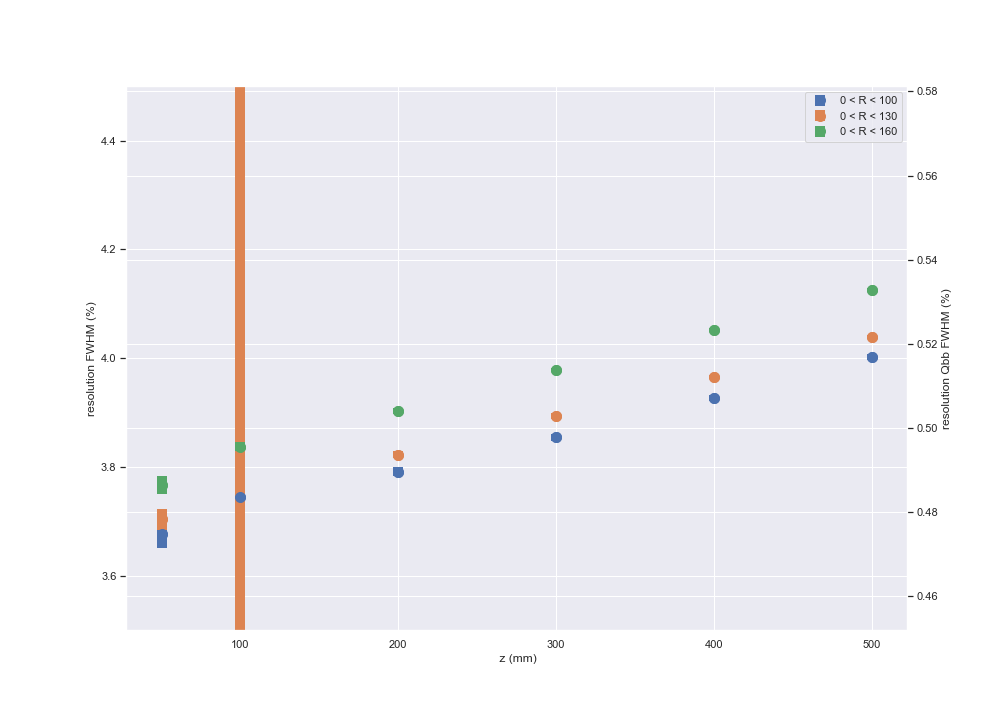 0 < R < 100
0 < R < 130
0 < R < 160
4.4
4.2
4.0
3.8
3.6
resolution FWHM (%)
0.58
0.56
0.54
0.52
0.50
0.48
0.46
resolution Qbb FWHM (%)
100
200
300
400
500
z (mm)